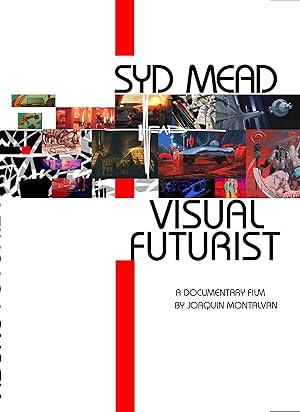 SYD MEAD
VISUAL
FUTURIST
A DOCUMENTARY FILM
BY JOAQUIN MONTALVAN